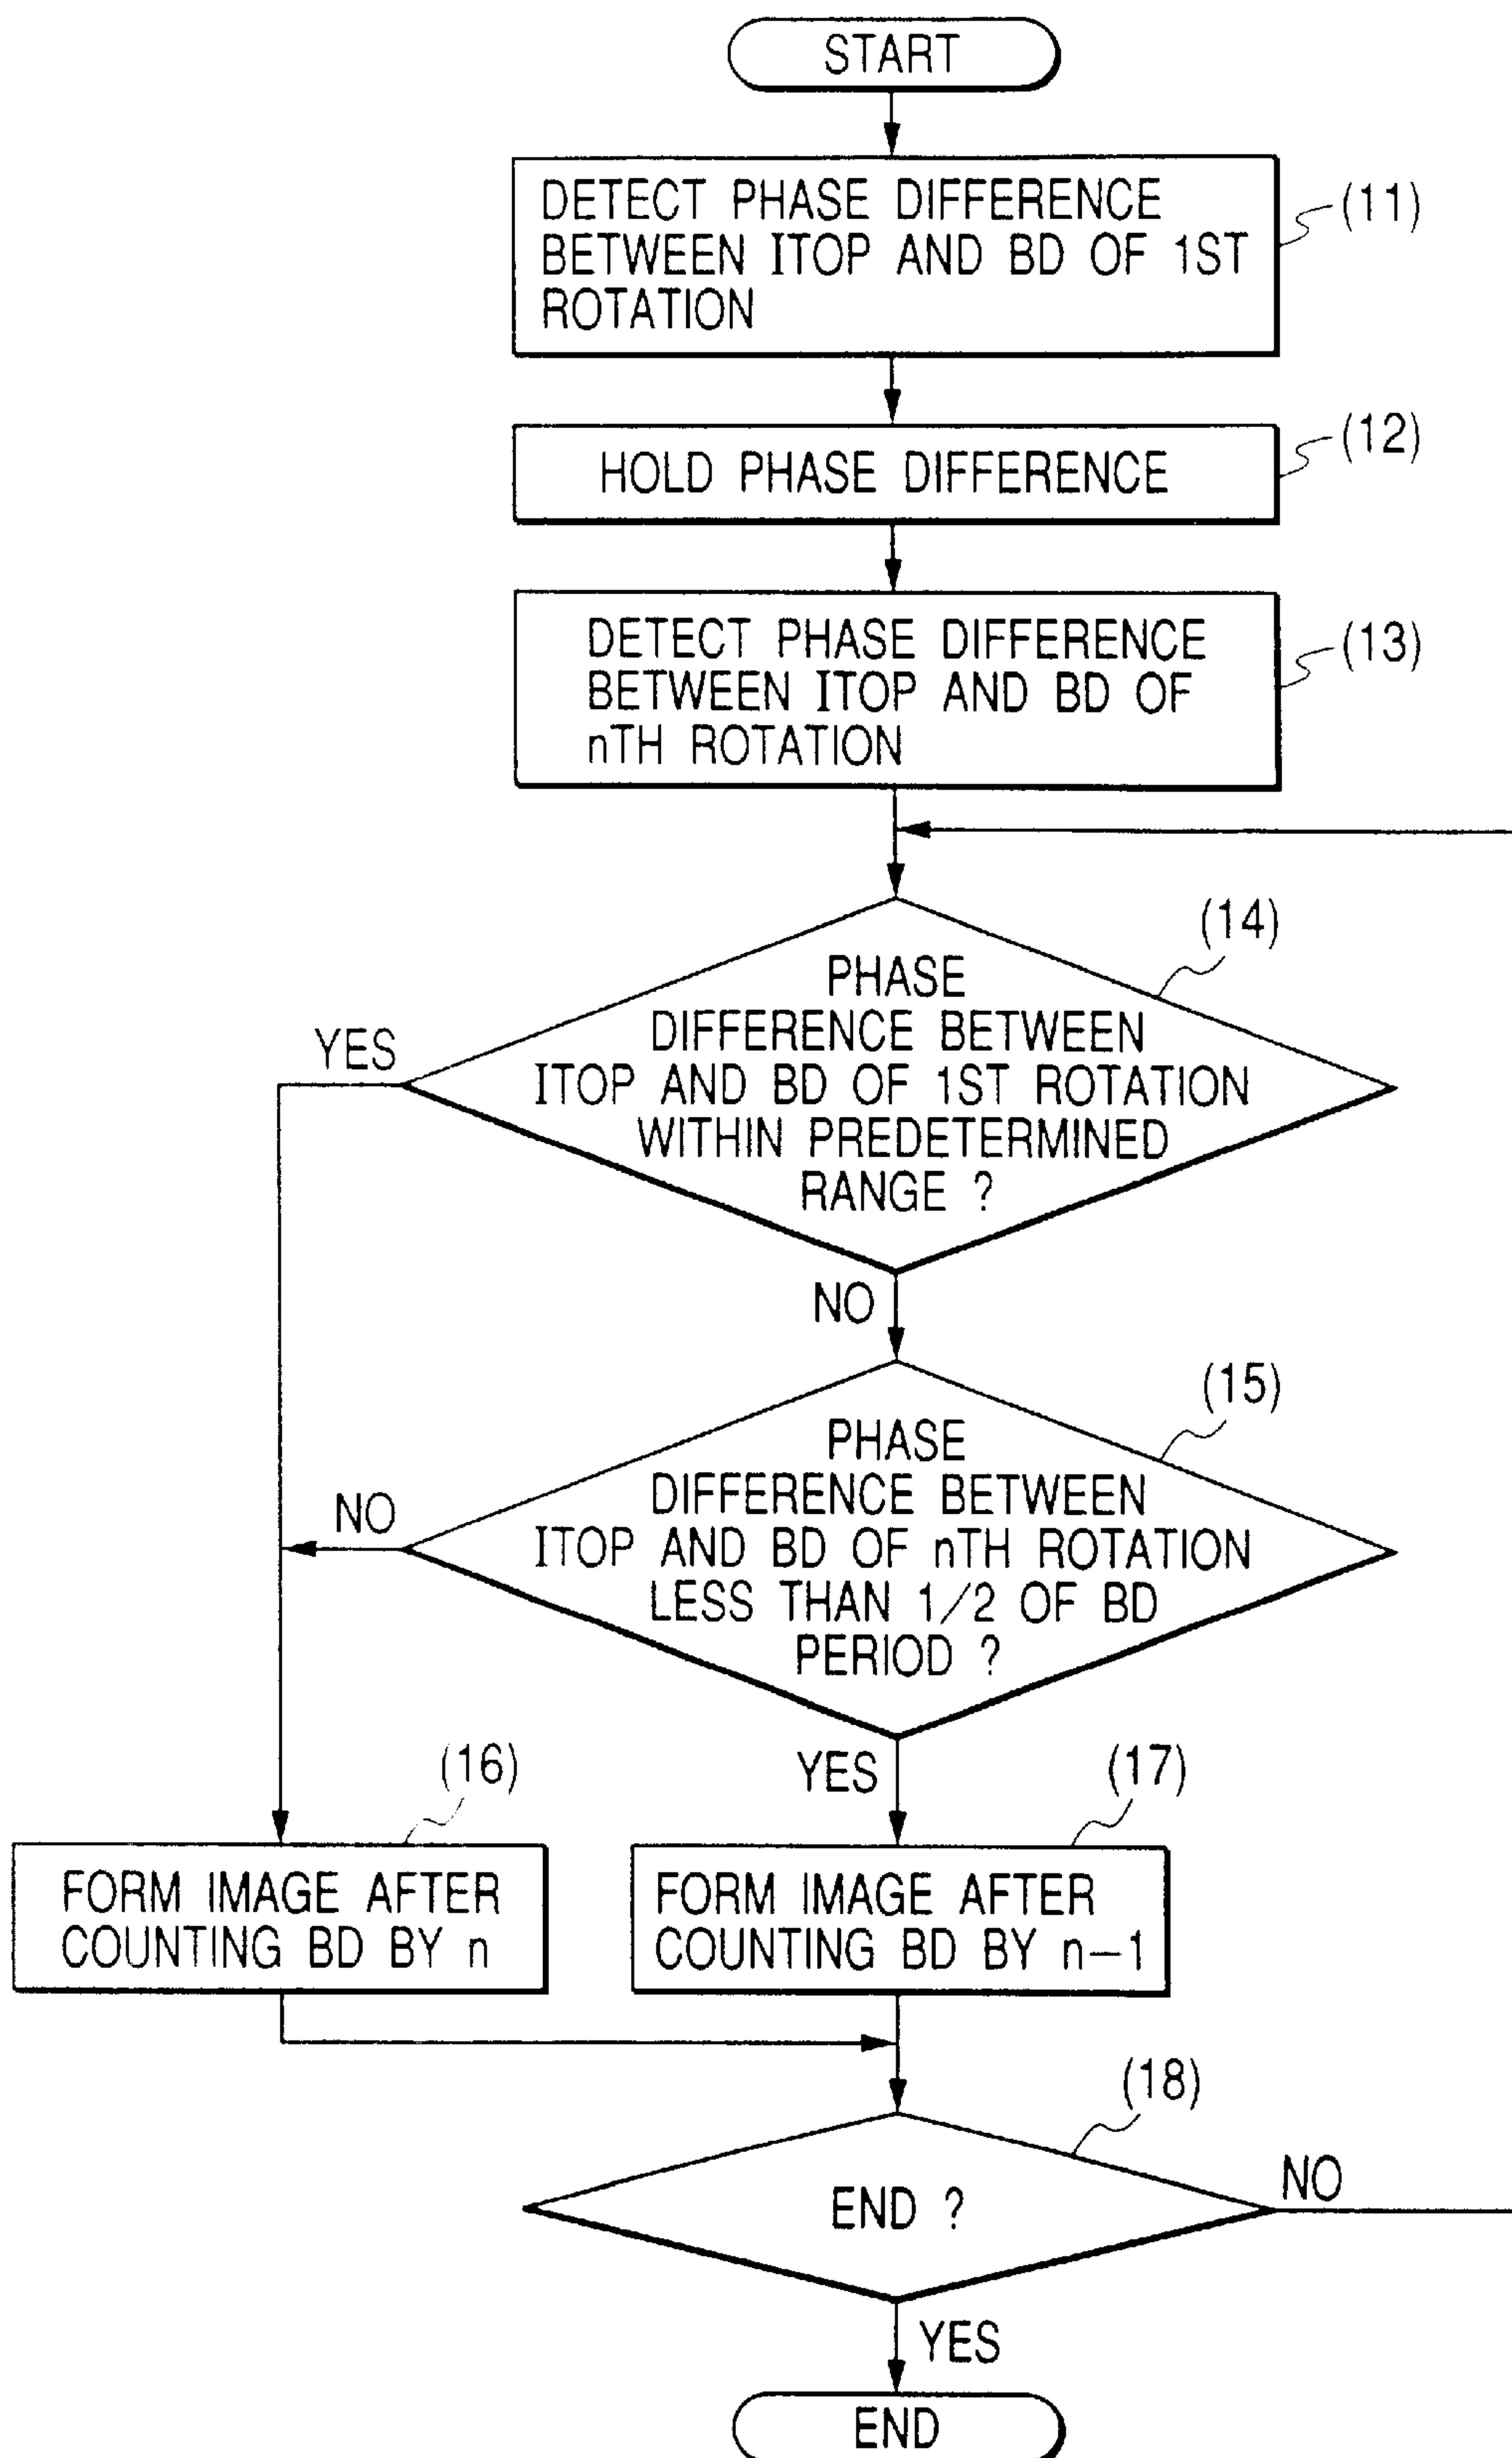 START
DETECT PHASE DIFFERENCE
BETWEEN ITOP AND BD OF 1ST
ROTATION
(11)
HOLD PHASE DIFFERENCE
(12)
DETECT PHASE DIFFERENCE
BETWEEN ITOP AND BD OF
nTH ROTATION
(13)
(14)
PHASE
DIFFERENCE BETWEEN
ITOP AND BD OF 1ST ROTATION
WITHIN PREDETERMINED
RANGE ?
YES
NO
(15)
PHASE
DIFFERENCE BETWEEN
ITOP AND BD OF nTH ROTATION
LESS THAN 1/2 OF BD
PERIOD ?
NO
YES
(16)
FORM IMAGE AFTER
COUNTING BD BY n
(17)
FORM IMAGE AFTER
COUNTING BD BY n–1
(18)
END ?
NO
YES
END